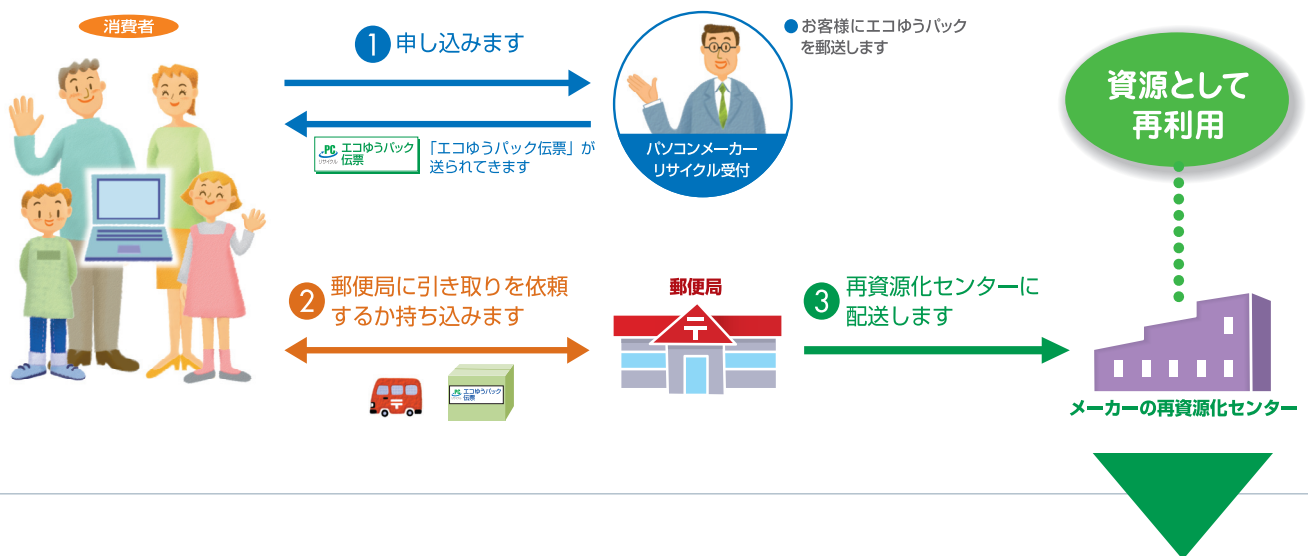 消費者
1 申し込みます
エコゆうパック
伝票
PC
リサイクル
「エコゆうパック伝票」が
送られてきます
パソコンメーカー
リサイクル受付
●お客様にエコゆうパック
を郵送します
資源として
再利用
2 郵便局に引き取りを依頼
するか持ち込みます
PC
エコゆうパック
伝票
郵便局
〒
3 再資源化センターに
配送します
メーカーの再資源化センター